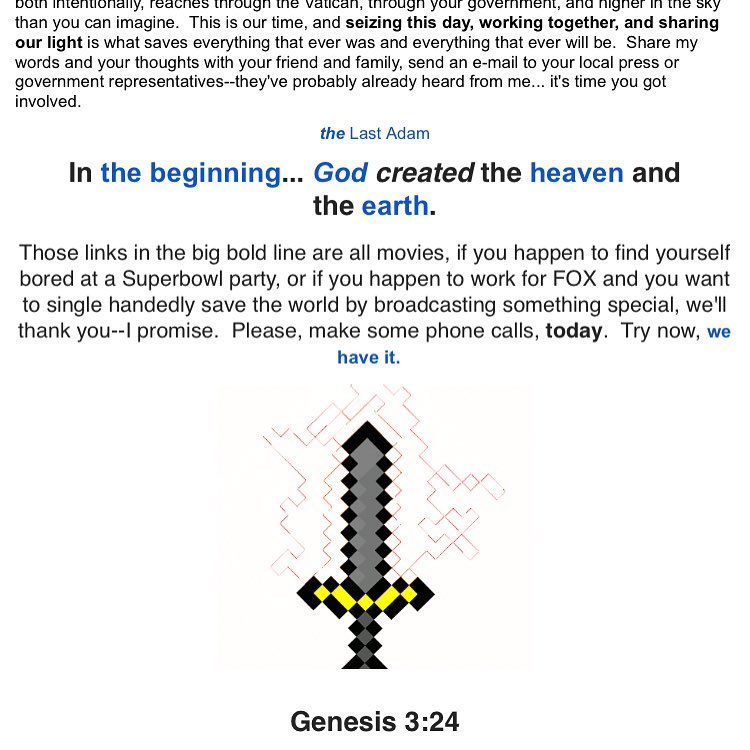 both intentionally, reaches through the Vatican, through your government, and higher in the sky
than you can imagine.  This is our time, and seizing this day, working together, and sharing
our light is what saves everything that ever was and everything that ever will be.  Share my
words and your thoughts with your friend and family, send an e-mail to your local press or
government representatives--they've probably already heard from me... it's time you got
involved.
the Last Adam
In the beginning... God created the heaven and
the earth.
Those links in the big bold line are all movies, if you happen to find yourself
bored at a Superbowl party, or if you happen to work for FOX and you want
to single handedly save the world by broadcasting something special, we'll
thank you--I promise.  Please, make some phone calls, today.  Try now, we
have it.
Genesis 3:24